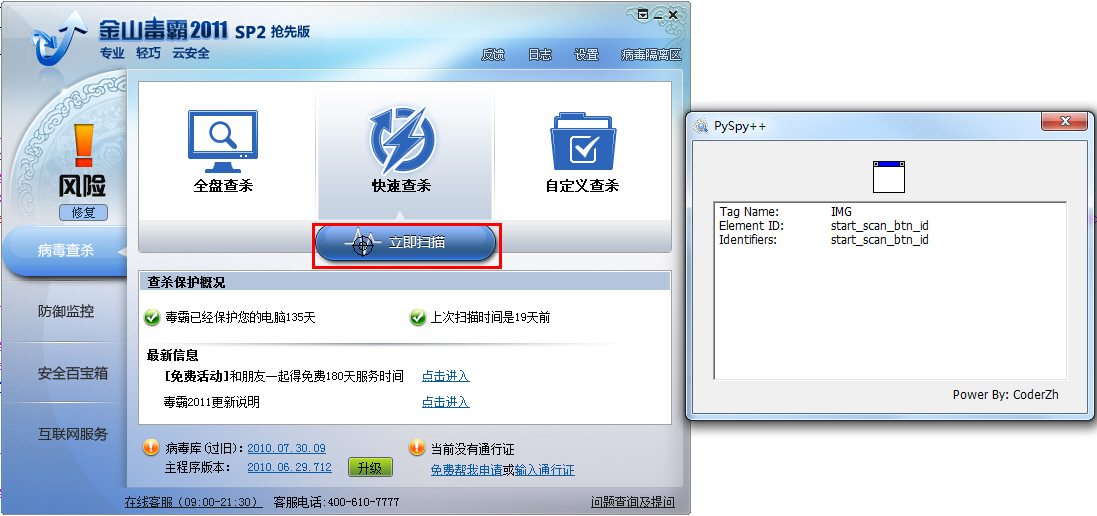 金山毒霸2011 SP2 抢先版
专业 轻巧 云安全
反馈 日志 设置 病毒隔离区
风险
修复
病毒查杀
防御监控
安全百宝箱
互联网服务
全盘查杀 快速查杀 自定义查杀
立即扫描
查杀保护概况
毒霸已经保护您的电脑135天 上次扫描时间是19天前
最新信息
[免费活动]和朋友一起得免费180天服务时间 点击进入
毒霸2011更新说明 点击进入
病毒库(过旧): 2010.07.30.09 当前没有通行证
主程序版本: 2010.06.29.712 升级 免费帮我申请或输入通行证
在线客服 (09:00-21:30) 客服电话:400-610-7777 问题查询及提问
PySpy++
Tag Name: IMG
Element ID: start_scan_btn_id
Identifiers: start_scan_btn_id
Power By: CoderZh